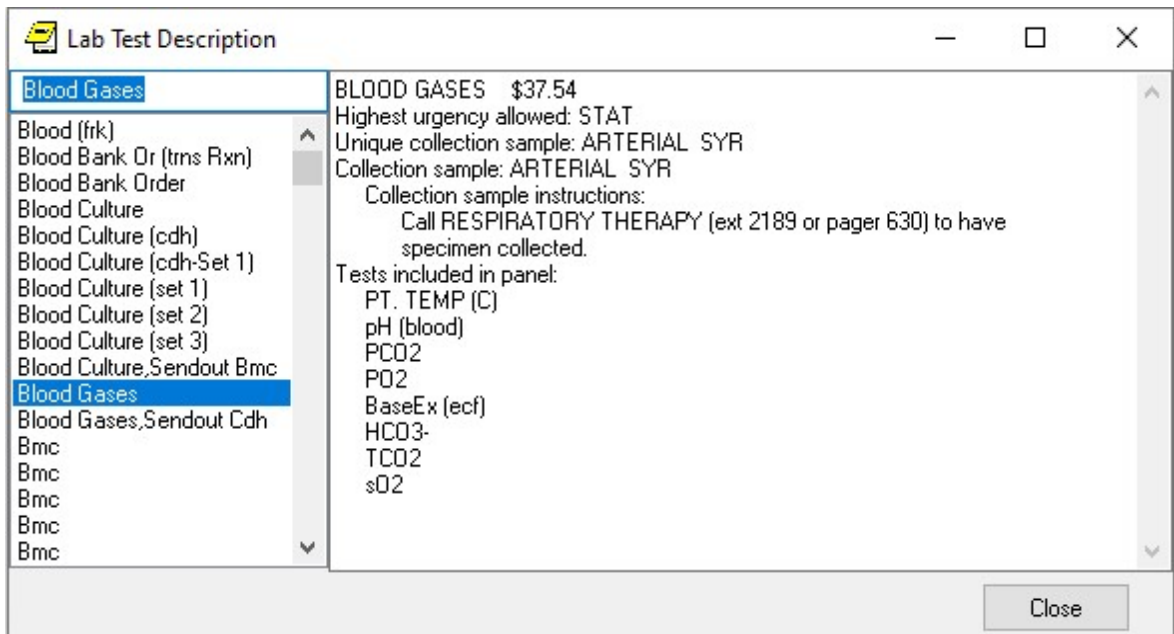 Lab Test Description
Blood Gases
Blood (frk)
Blood Bank Or (trns Rxn)
Blood Bank Order
Blood Culture
Blood Culture (cdh)
Blood Culture (cdh-Set 1)
Blood Culture (set 1)
Blood Culture (set 2)
Blood Culture (set 3)
Blood Culture,Sendout Bmc
Blood Gases
Blood Gases,Sendout Cdh
Bmc
Bmc
Bmc
Bmc
Bmc
BLOOD GASES $37.54
Highest urgency allowed: STAT
Unique collection sample: ARTERIAL SYR
Collection sample: ARTERIAL SYR
Collection sample instructions:
Call RESPIRATORY THERAPY (ext 2189 or pager 630) to have
specimen collected.
Tests included in panel:
PT. TEMP (C)
pH (blood)
PCO2
PO2
BaseEx (ecf)
HCO3-
TCO2
sO2
Close